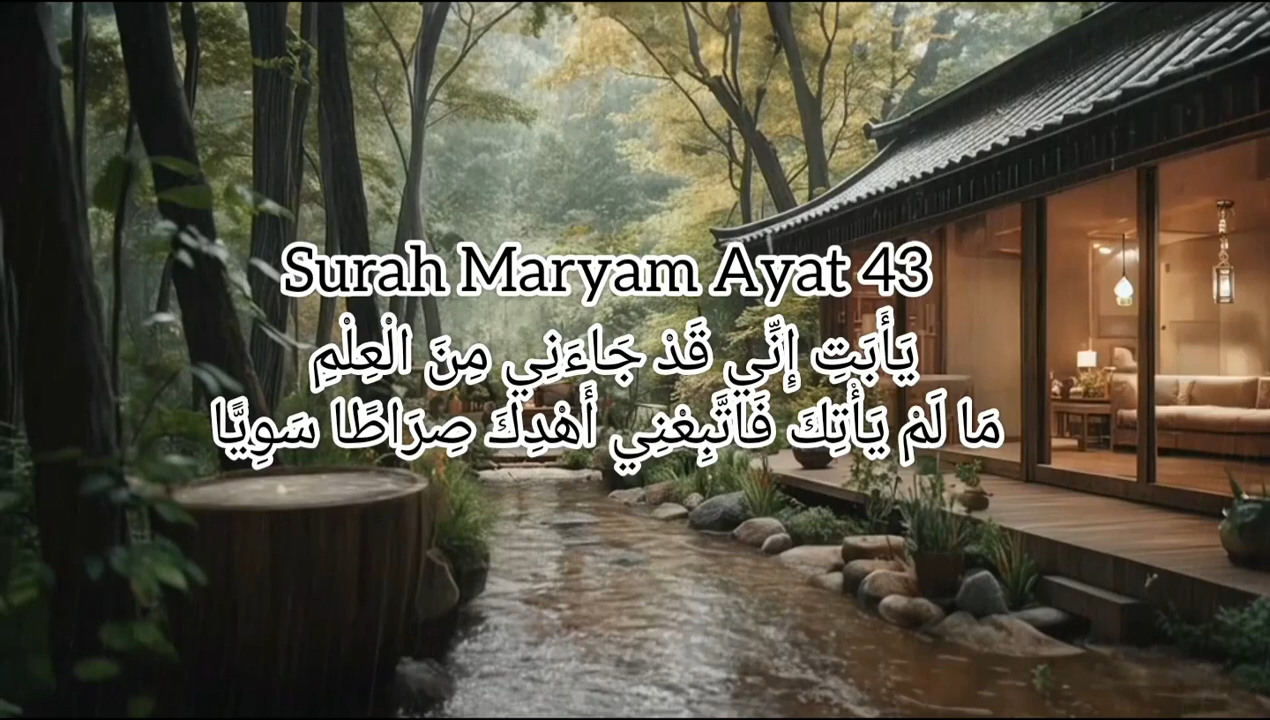 Surah Maryam Ayat 43
يَأَبَتِ إِنِّي قَدْ جَاءَنِي مِنَ الْعِلْمِ
مَا لَمْ يَأْتِكَ فَاتَّبِعْنِي أَهْدِكَ صِرَاطًا سَوِيًّا